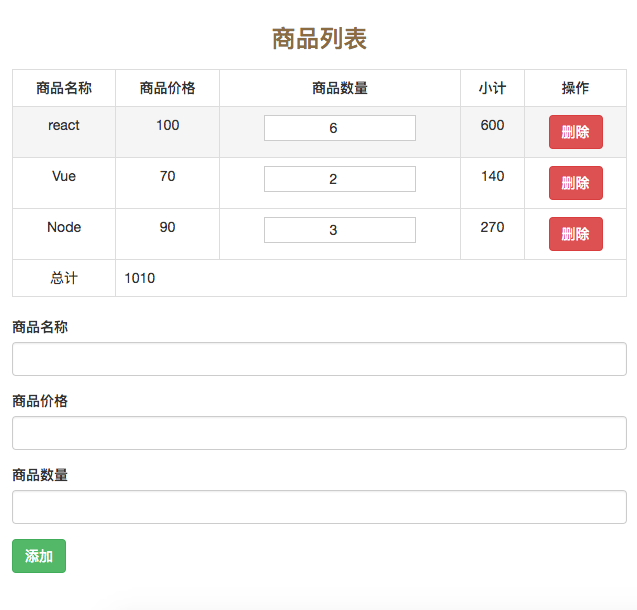 商品列表
商品名称 商品价格 商品数量 小计 操作
react 100 6 600 删除
Vue 70 2 140 删除
Node 90 3 270 删除
总计 1010
商品名称
商品价格
商品数量
添加